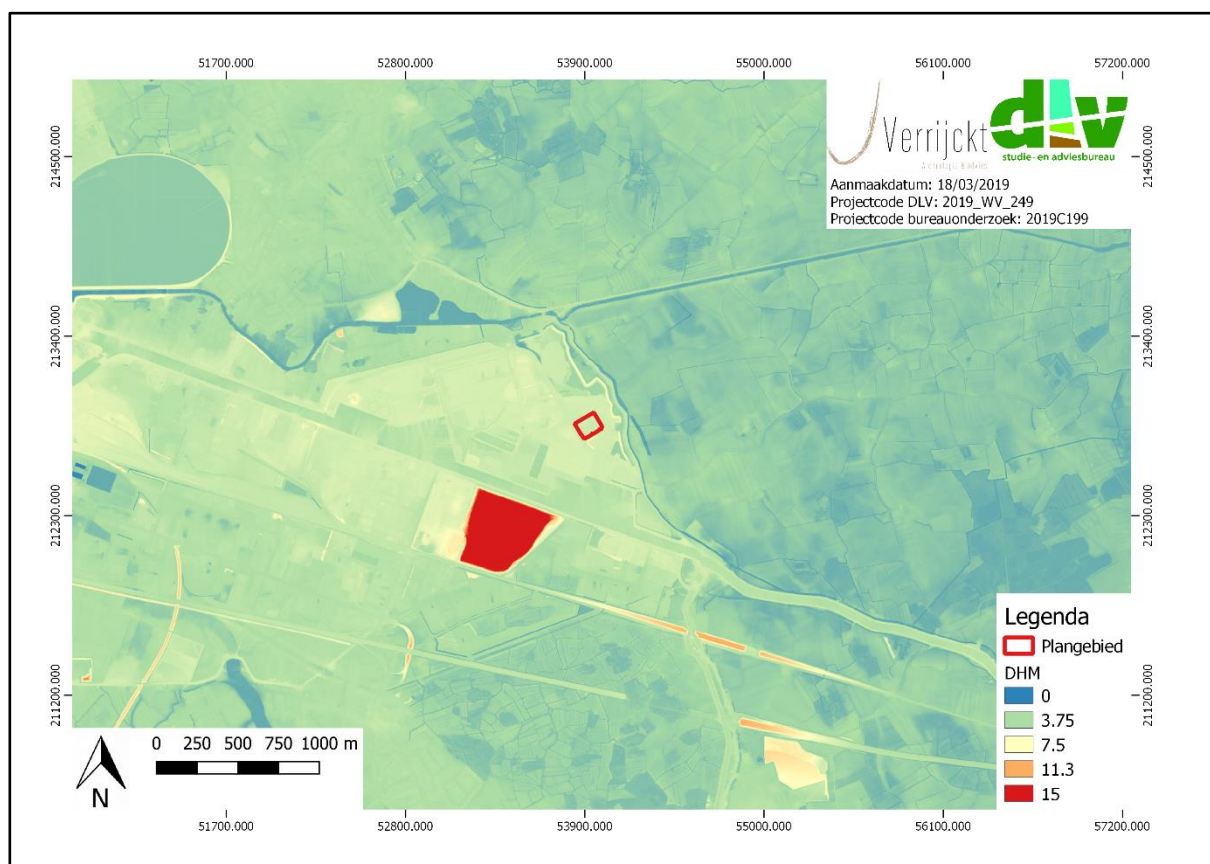 51700.000 52800.000 53900.000 55000.000 56100.000 57200.000
214500.000
213400.000
212300.000
211200.000
214500.000
213400.000
212300.000
211200.000
Verrijckt
dLv
studie- en adviesbureau
Aanmaakdatum: 18/03/2019
Projectcode DLV: 2019_WV_249
Projectcode bureauonderzoek: 2019C199
Legenda
Plangebied
DHM
0
3.75
7.5
11.3
15
0 250 500 750 1000 m
N
51700.000 52800.000 53900.000 55000.000 56100.000 57200.000